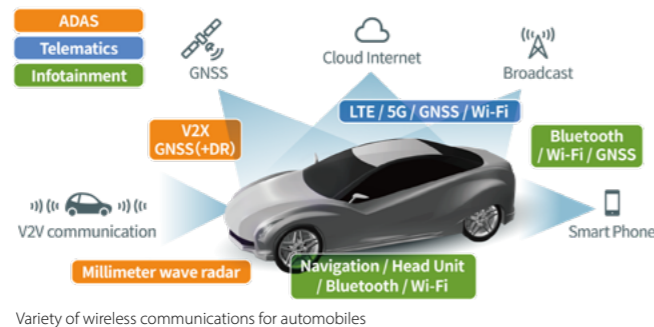 ADAS
Telematics
Infotainment
GNSS
Cloud Internet
Broadcast
LTE / 5G / GNSS / Wi-Fi
V2X
GNSS(+DR)
Bluetooth
/ Wi-Fi / GNSS
V2V communication
Smart Phone
Millimeter wave radar
Navigation / Head Unit
/ Bluetooth / Wi-Fi
Variety of wireless communications for automobiles